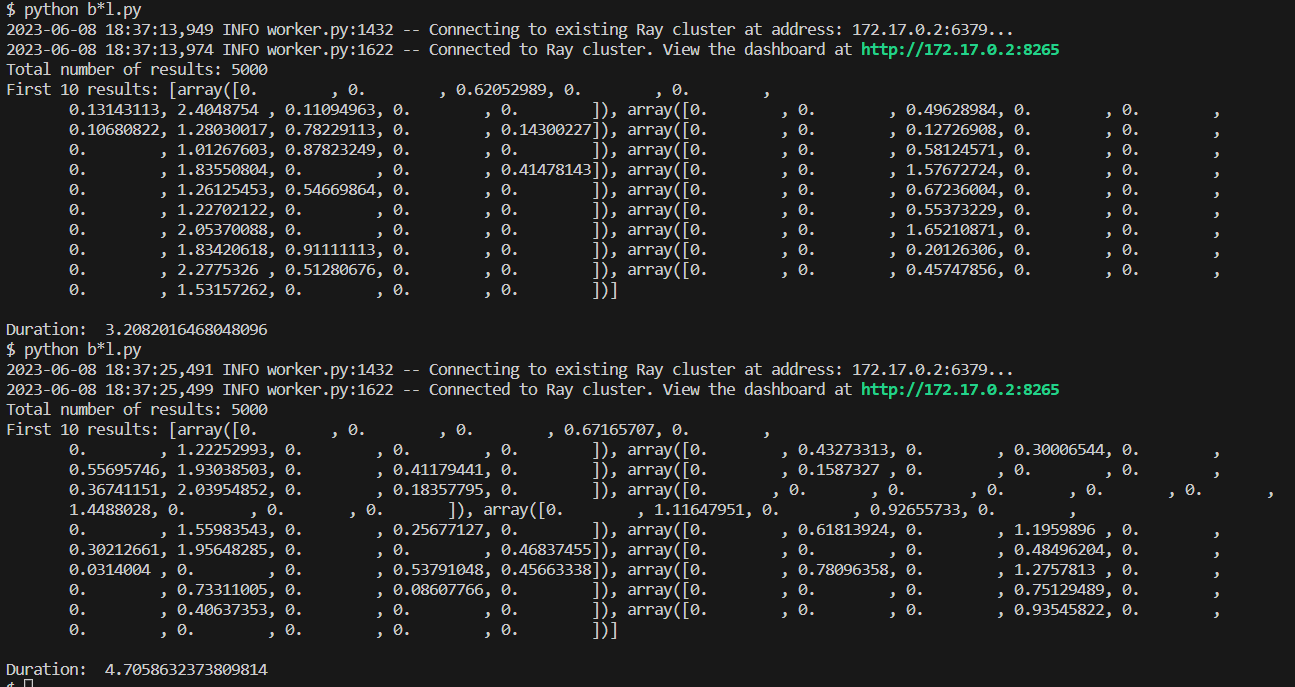 $ python b*l.py
2023-06-08 18:37:13,949 INFO worker.py:1432 -- Connecting to existing Ray cluster at address: 172.17.0.2:6379...
2023-06-08 18:37:13,974 INFO worker.py:1622 -- Connected to Ray cluster. View the dashboard at http://172.17.0.2:8265
Total number of results: 5000
First 10 results: [array([0.        , 0.        , 0.62052989, 0.        , 0.        ,
       0.13143113, 2.4048754 , 0.11094963, 0.        , 0.        ]), array([0.        , 0.        , 0.49628984, 0.        , 0.        ,
       0.10680822, 1.28030017, 0.78229113, 0.        , 0.14300227]), array([0.        , 0.        , 0.12726908, 0.        , 0.        ,
       0.        , 1.01267603, 0.87823249, 0.        , 0.        ]), array([0.        , 0.        , 0.58124571, 0.        , 0.        ,
       0.        , 1.83550804, 0.        , 0.        , 0.41478143]), array([0.        , 0.        , 1.57672724, 0.        , 0.        ,
       0.        , 1.26125453, 0.54669864, 0.        , 0.        ]), array([0.        , 0.        , 0.67236004, 0.        , 0.        ,
       0.        , 1.22702122, 0.        , 0.        , 0.        ]), array([0.        , 0.        , 0.55373229, 0.        , 0.        ,
       0.        , 2.05370088, 0.        , 0.        , 0.        ]), array([0.        , 0.        , 1.65210871, 0.        , 0.        ,
       0.        , 1.83420618, 0.91111113, 0.        , 0.        ]), array([0.        , 0.        , 0.20126306, 0.        , 0.        ,
       0.        , 2.2775326 , 0.51280676, 0.        , 0.        ]), array([0.        , 0.        , 0.45747856, 0.        , 0.        ,
       0.        , 1.53157262, 0.        , 0.        , 0.        ])]
Duration:  3.2082016468048096
$ python b*l.py
2023-06-08 18:37:25,491 INFO worker.py:1432 -- Connecting to existing Ray cluster at address: 172.17.0.2:6379...
2023-06-08 18:37:25,499 INFO worker.py:1622 -- Connected to Ray cluster. View the dashboard at http://172.17.0.2:8265
Total number of results: 5000
First 10 results: [array([0.        , 0.        , 0.        , 0.67165707, 0.        ,
       0.        , 1.22252993, 0.        , 0.        , 0.        ]), array([0.        , 0.43273313, 0.        , 0.30006544, 0.        ,
       0.55695746, 1.93038503, 0.        , 0.41179441, 0.        ]), array([0.        , 0.1587327 , 0.        , 0.        , 0.        ,
       0.36741151, 2.03954852, 0.        , 0.18357795, 0.        ]), array([0.       , 0.       , 0.       , 0.       , 0.       , 0.       ,
       1.4488028, 0.       , 0.       , 0.       ]), array([0.        , 1.11647951, 0.        , 0.92655733, 0.        ,
       0.        , 1.55983543, 0.        , 0.25677127, 0.        ]), array([0.        , 0.61813924, 0.        , 1.1959896 , 0.        ,
       0.30212661, 1.95648285, 0.        , 0.        , 0.46837455]), array([0.        , 0.        , 0.        , 0.48496204, 0.        ,
       0.0314004 , 0.        , 0.        , 0.53791048, 0.45663338]), array([0.        , 0.78096358, 0.        , 1.2757813 , 0.        ,
       0.        , 0.73311005, 0.        , 0.08607766, 0.        ]), array([0.        , 0.        , 0.        , 0.75129489, 0.        ,
       0.        , 0.40637353, 0.        , 0.        , 0.        ]), array([0.        , 0.        , 0.        , 0.93545822, 0.        ,
       0.        , 0.        , 0.        , 0.        , 0.        ])]
Duration:  4.7058632373809814
$